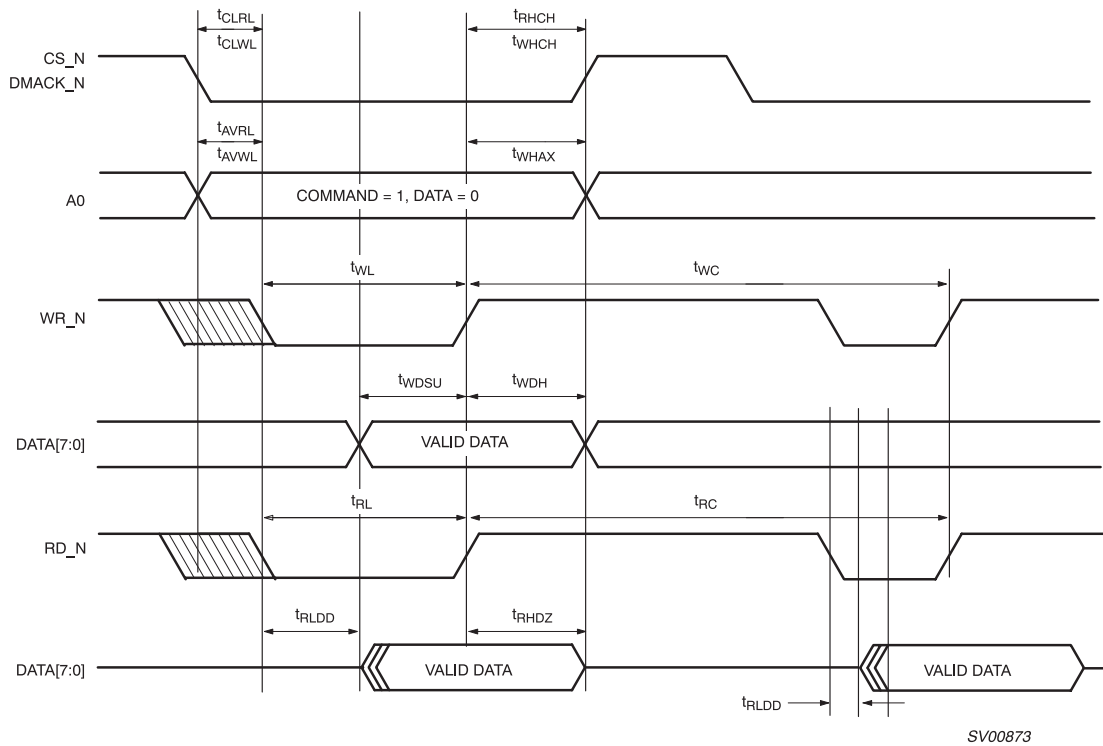 tCLRL
tRHCH
tCLWL
tWHCH
CS_N
DMACK_N
tAVRL
tAVWL
tWHAX
A0
COMMAND = 1, DATA = 0
tWL
tWC
WR_N
tWDSU
tWDH
DATA[7:0]
VALID DATA
tRL
tRC
RD_N
tRLDD
tRHDZ
DATA[7:0]
VALID DATA
VALID DATA
tRLDD
SV00873